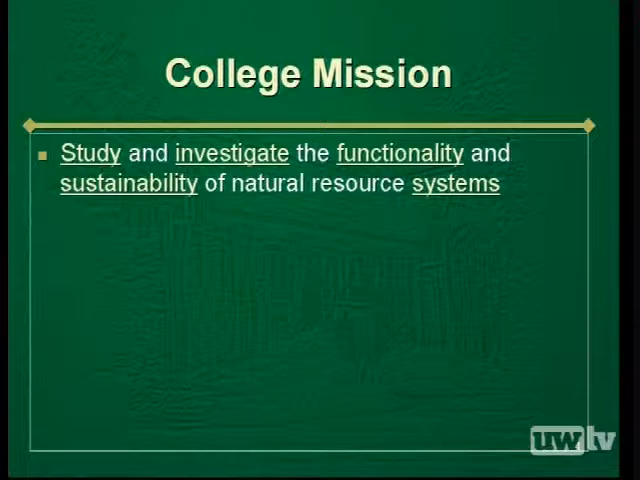 College Mission
Study and investigate the functionality and
sustainability of natural resource systems
uwtv